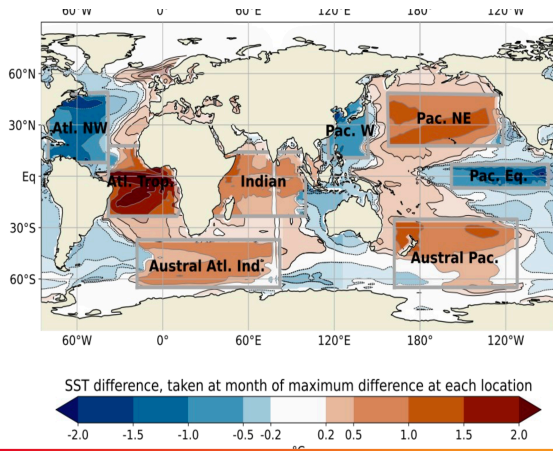 60°W 0° 60°E 120°E 180° 120°W
60°N
30°N
Atl. NW Pac. W Pac. NE
Eq
Atl. Trop. Indian Pac. Eq.
30°S
Austral Atl. Ind. Austral Pac.
60°S
60°W 0° 60°E 120°E 180° 120°W
SST difference, taken at month of maximum difference at each location
-2.0 -1.5 -1.0 -0.5 -0.2 0.2 0.5 1.0 1.5 2.0
°C